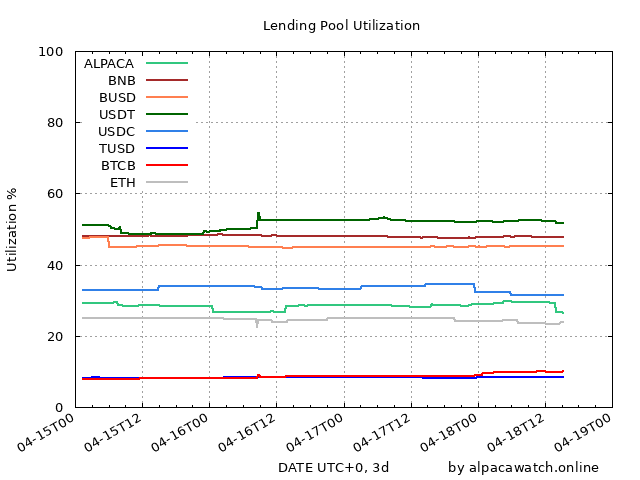 Lending Pool Utilization
100
80
60
40
20
0
Utilization %
ALPACA
BNB
BUSD
USDT
USDC
TUSD
BTCB
ETH
04-15T00
04-15T12
04-16T00
04-16T12
04-17T00
04-17T12
04-18T00
04-18T12
04-19T00
DATE UTC+0, 3d
by alpacawatch.online